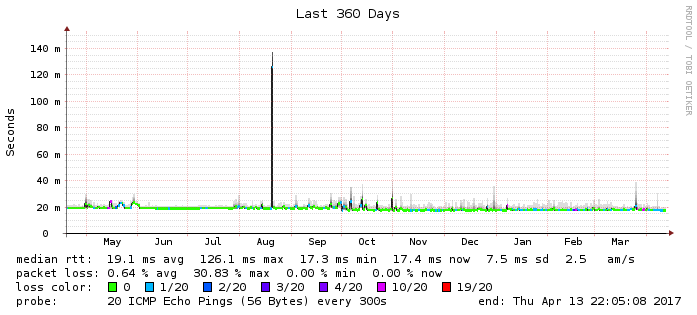 Last 360 Days
RRDTOOL / TOBI OETIKER
Seconds
140 m
120 m
100 m
80 m
60 m
40 m
20 m
0
May Jun Jul Aug Sep Oct Nov Dec Jan Feb Mar
median rtt: 19.1 ms avg 126.1 ms max 17.3 ms min 17.4 ms now 7.5 ms sd 2.5 am/s
packet loss: 0.64 % avg 30.83 % max 0.00 % min 0.00 % now
loss color: 0 1/20 2/20 3/20 4/20 10/20 19/20
probe: 20 ICMP Echo Pings (56 Bytes) every 300s end: Thu Apr 13 22:05:08 2017